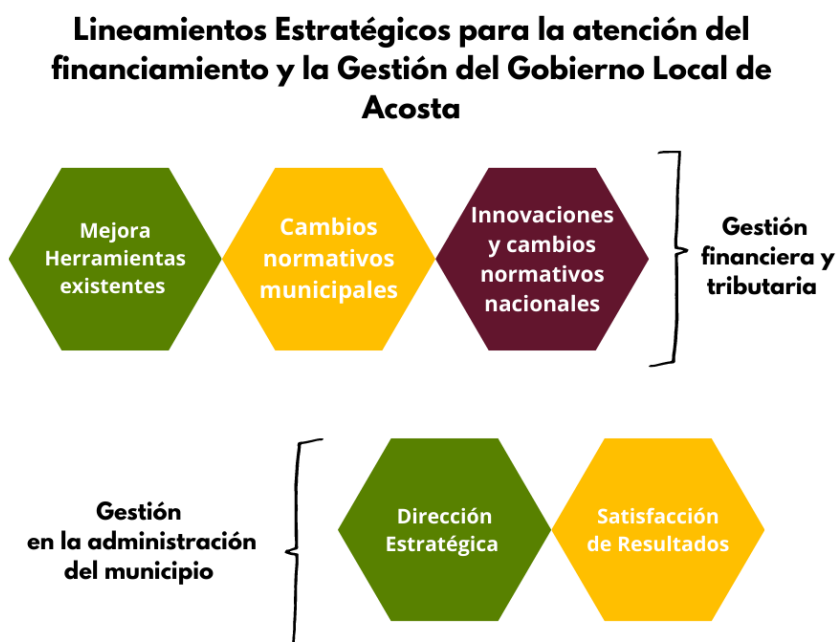 Lineamientos Estratégicos para la atención del
financiamiento y la Gestión del Gobierno Local de
Acosta
Mejora
Herramientas
existentes
Cambios
normativos
municipales
Innovaciones
y cambios
normativos
nacionales
Gestión
financiera y
tributaria
Gestión
en la administración
del municipio
Dirección
Estratégica
Satisfacción
de Resultados